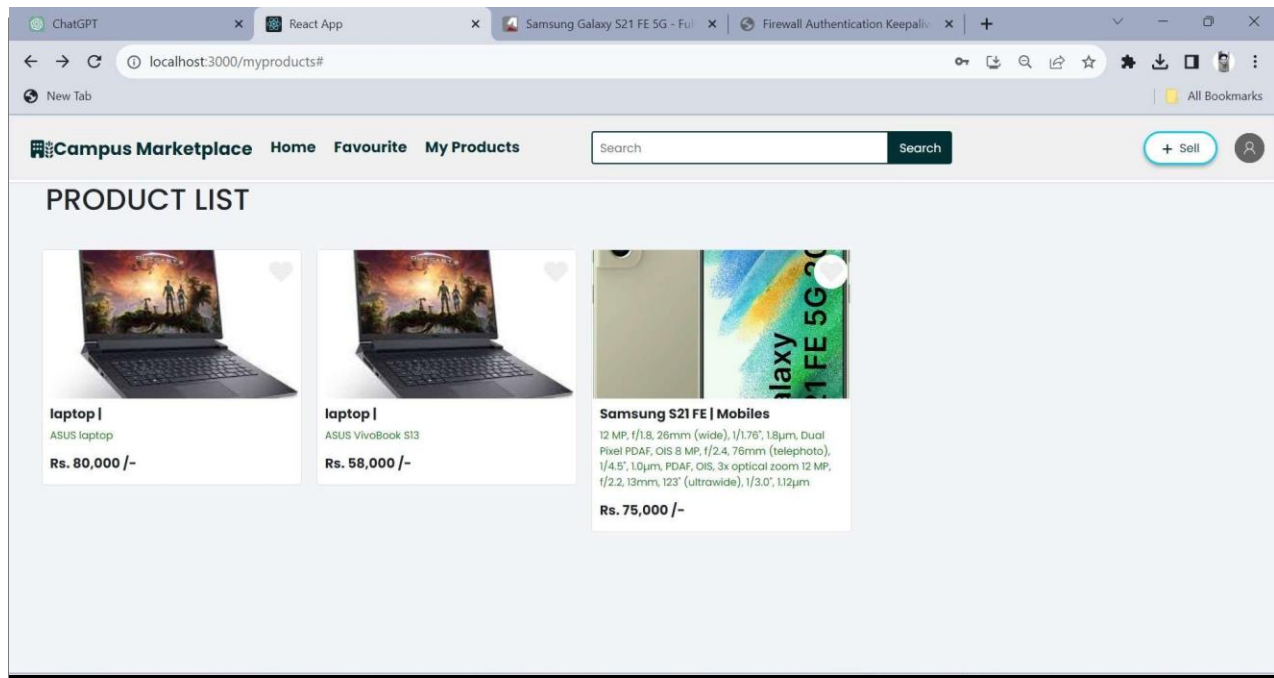 ChatGPT
React App
Samsung Galaxy S21 FE 5G - Ful
Firewall Authentication Keepaliv
localhost:3000/myproducts#
New Tab
All Bookmarks
Campus Marketplace
Home
Favourite
My Products
Search
Search
+ Sell
PRODUCT LIST
laptop |
ASUS laptop
Rs. 80,000 /-
laptop |
ASUS VivoBook S13
Rs. 58,000 /-
laxy
21 FE 5G
Samsung S21 FE | Mobiles
12 MP, f/1.8, 26mm (wide), 1/1.76", 1.8μm, Dual
Pixel PDAF, OIS 8 MP, f/2.4, 76mm (telephoto),
1/4.5", 1.0μm, PDAF, OIS, 3x optical zoom 12 MP,
f/2.2, 13mm, 123˚ (ultrawide), 1/3.0", 1.12μm
Rs. 75,000 /-